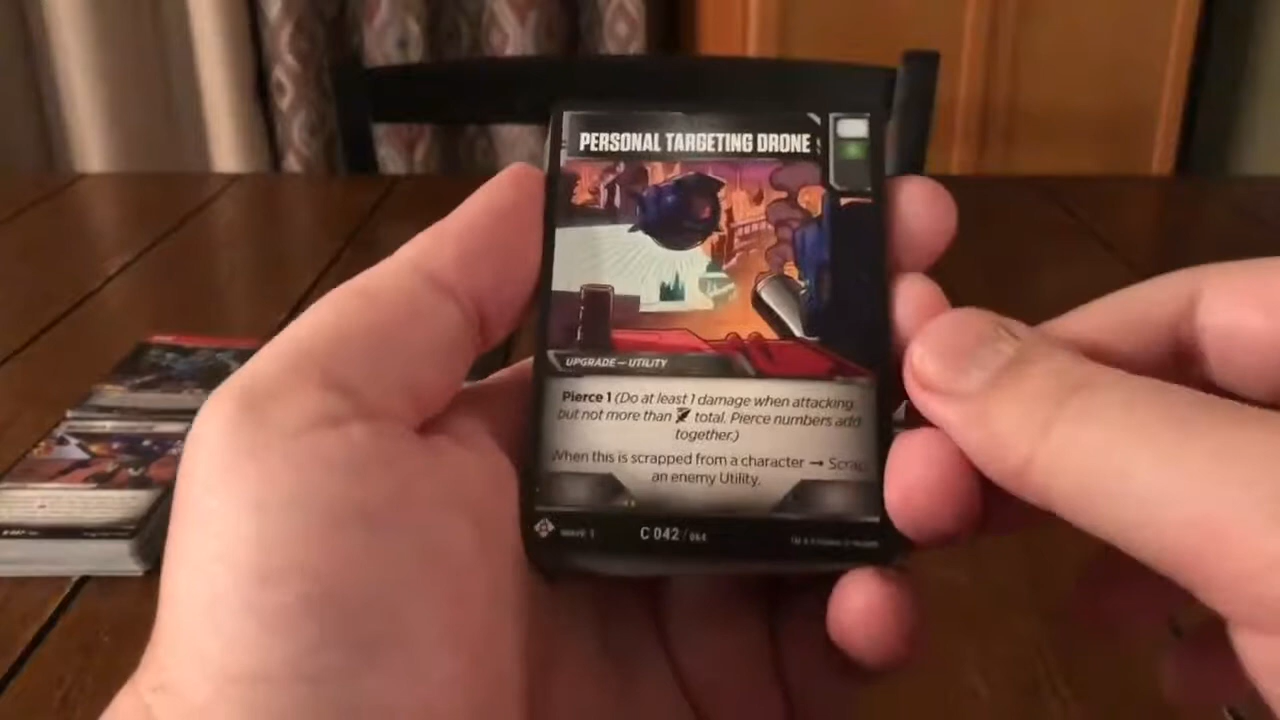 PERSONAL TARGETING DRONE
UPGRADE — UTILITY
Pierce 1 (Do at least 1 damage when attacking
but not more than total. Pierce numbers add
together.)
When this is scrapped from a character → Scrap
an enemy Utility.
C 042/064